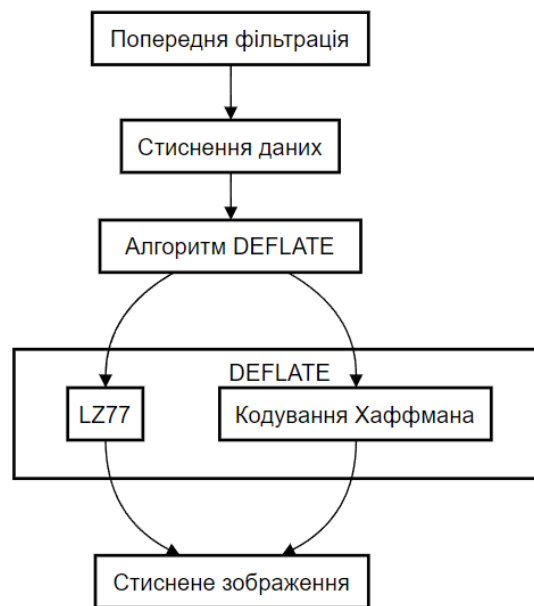 Попередня фільтрація
Стиснення даних
Алгоритм DEFLATE
DEFLATE
LZ77
Кодування Хаффмана
Стиснене зображення